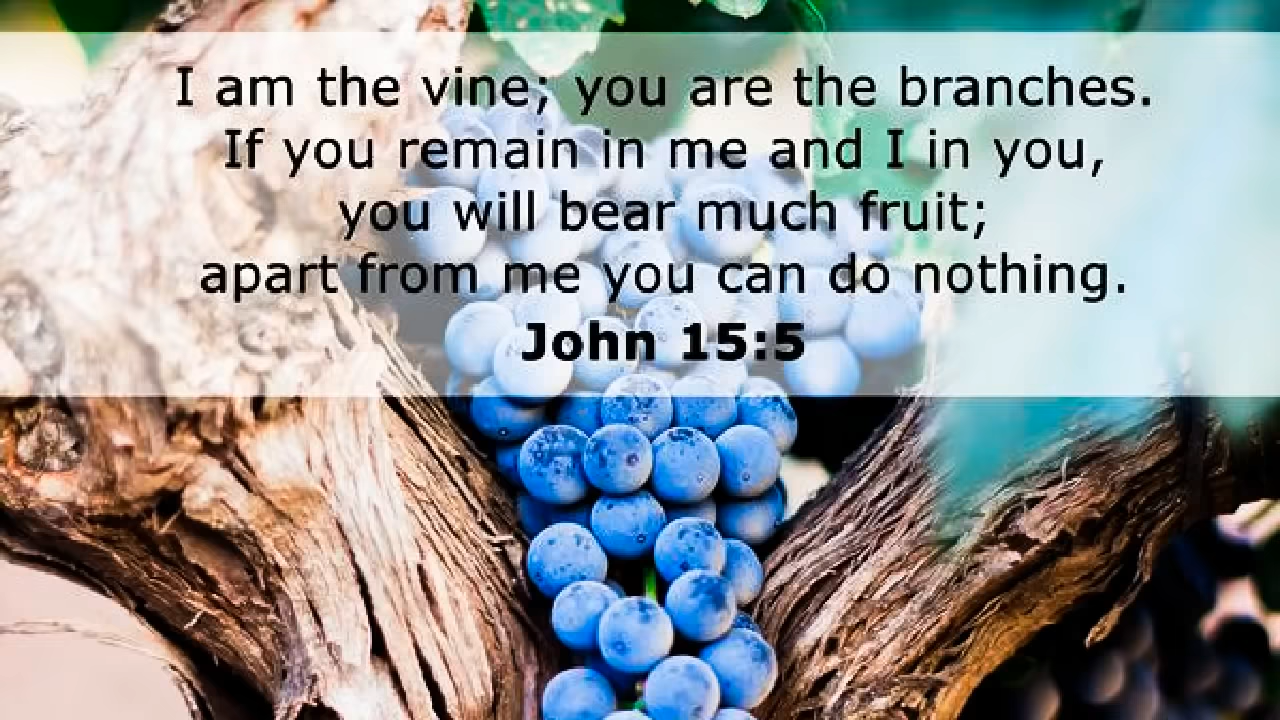 I am the vine; you are the branches.
If you remain in me and I in you,
you will bear much fruit;
apart from me you can do nothing.
John 15:5